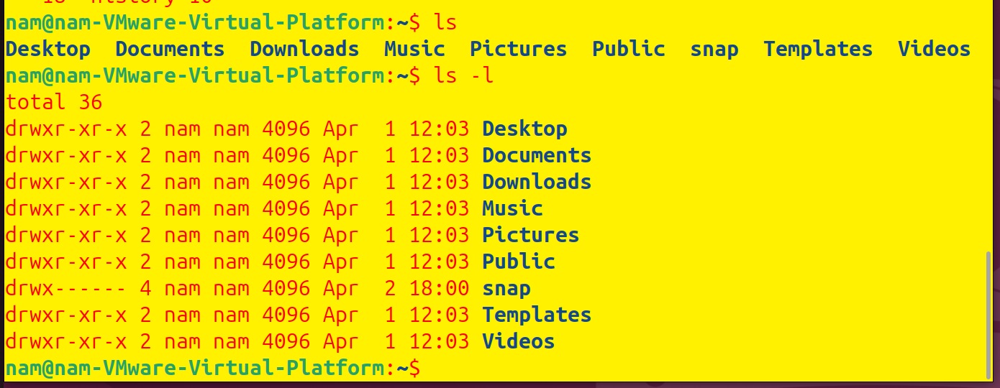 18 history 10
nam@nam-VMware-Virtual-Platform:~$ ls
Desktop  Documents  Downloads  Music  Pictures  Public  snap  Templates  Videos
nam@nam-VMware-Virtual-Platform:~$ ls -l
total 36
drwxr-xr-x 2 nam nam 4096 Apr  1 12:03 Desktop
drwxr-xr-x 2 nam nam 4096 Apr  1 12:03 Documents
drwxr-xr-x 2 nam nam 4096 Apr  1 12:03 Downloads
drwxr-xr-x 2 nam nam 4096 Apr  1 12:03 Music
drwxr-xr-x 2 nam nam 4096 Apr  1 12:03 Pictures
drwxr-xr-x 2 nam nam 4096 Apr  1 12:03 Public
drwx------ 4 nam nam 4096 Apr  2 18:00 snap
drwxr-xr-x 2 nam nam 4096 Apr  1 12:03 Templates
drwxr-xr-x 2 nam nam 4096 Apr  1 12:03 Videos
nam@nam-VMware-Virtual-Platform:~$